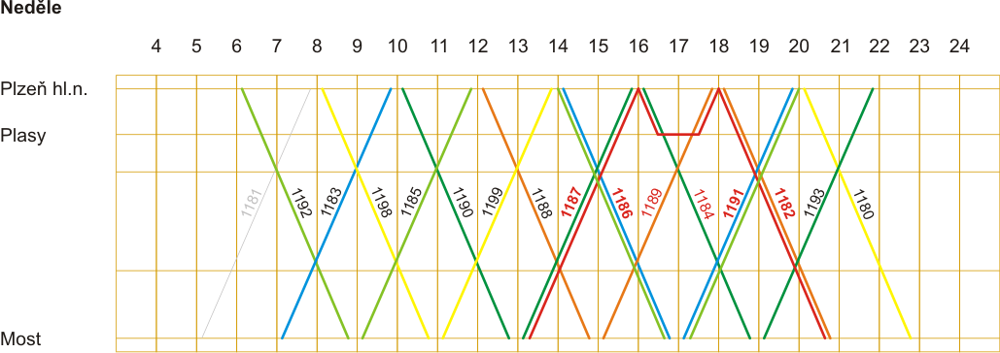 Neděle
4 5 6 7 8 9 10 11 12 13 14 15 16 17 18 19 20 21 22 23 24
Plzeň hl.n.
Plasy
1181 1192 1183 1198 1185 1190 1199 1188 1187 1186 1189 1184 1191 1182 1193 1180
Most